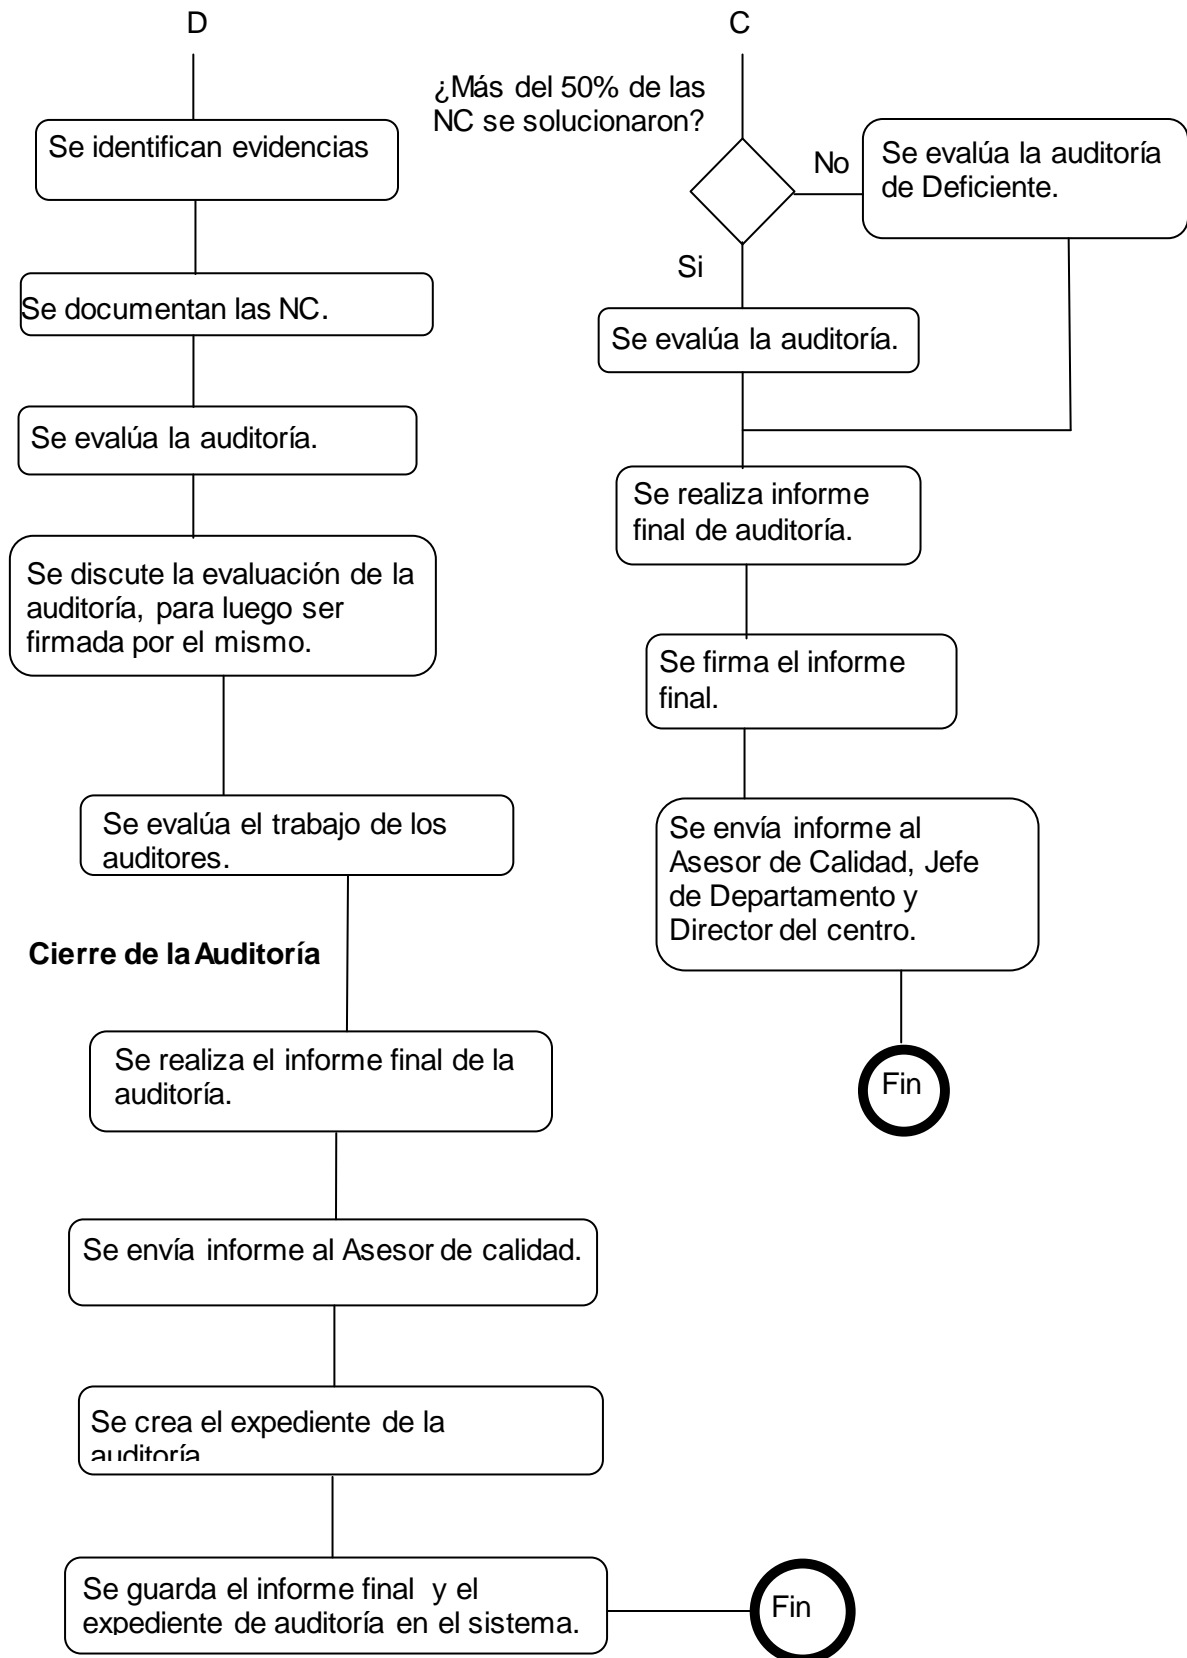 D
Se identifican evidencias
Se documentan las NC.
Se evalúa la auditoría.
Se discute la evaluación de la
auditoría, para luego ser
firmada por el mismo.
Se evalúa el trabajo de los
auditores.
Cierre de la Auditoría
Se realiza el informe final de la
auditoría.
Se envía informe al Asesor de calidad.
Se crea el expediente de la
auditoría
Se guarda el informe final y el
expediente de auditoría en el sistema.
Fin
C
¿Más del 50% de las
NC se solucionaron?
No
Se evalúa la auditoría
de Deficiente.
Si
Se evalúa la auditoría.
Se realiza informe
final de auditoría.
Se firma el informe
final.
Se envía informe al
Asesor de Calidad, Jefe
de Departamento y
Director del centro.
Fin